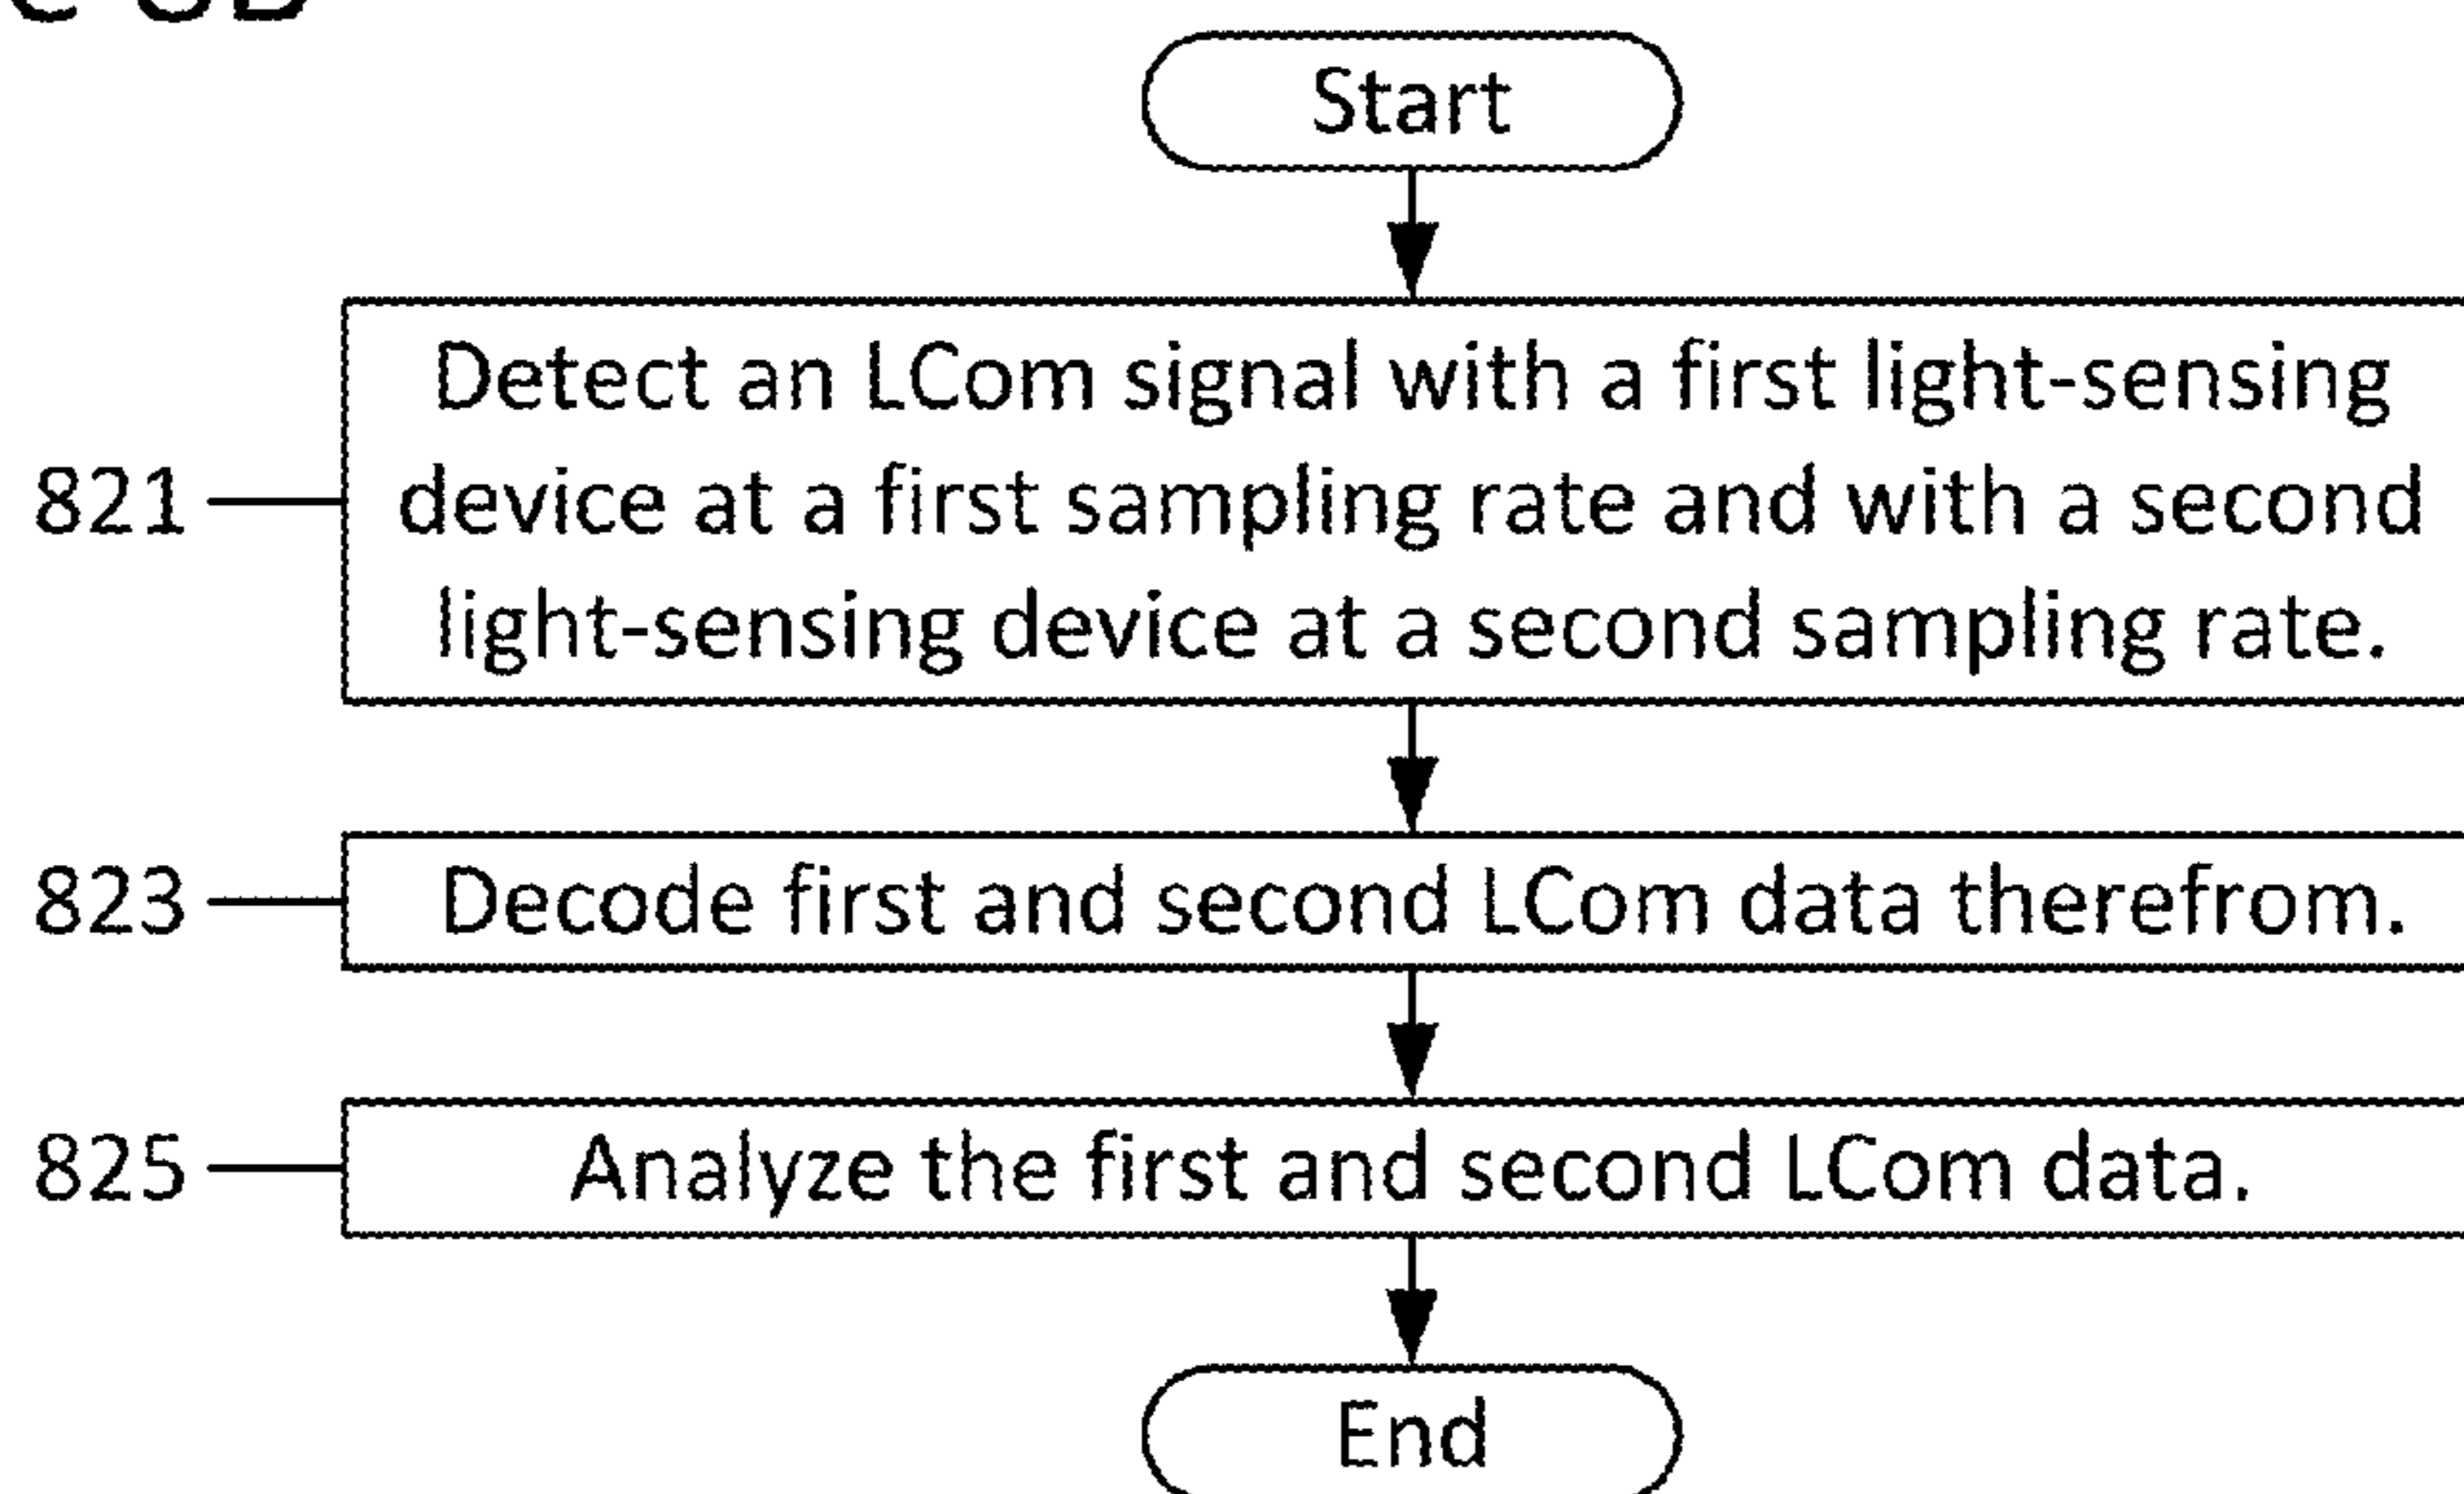 Start
Detect an LCom signal with a first light-sensing
821
device at a first sampling rate and with a second
light-sensing device at a second sampling rate.
823
Decode first and second LCom data therefrom.
825
Analyze the first and second LCom data.
End